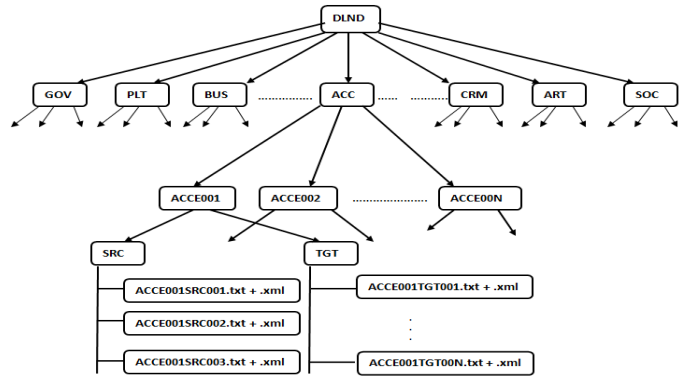 DLND
GOV
PLT
BUS
...............
ACC
......
..........
CRM
ART
SOC
ACCE001
ACCE002
.....................
ACCE00N
SRC
TGT
ACCE001SRC001.txt + .xml
ACCE001TGT001.txt + .xml
ACCE001SRC002.txt + .xml
ACCE001SRC003.txt + .xml
ACCE001TGT00N.txt + .xml